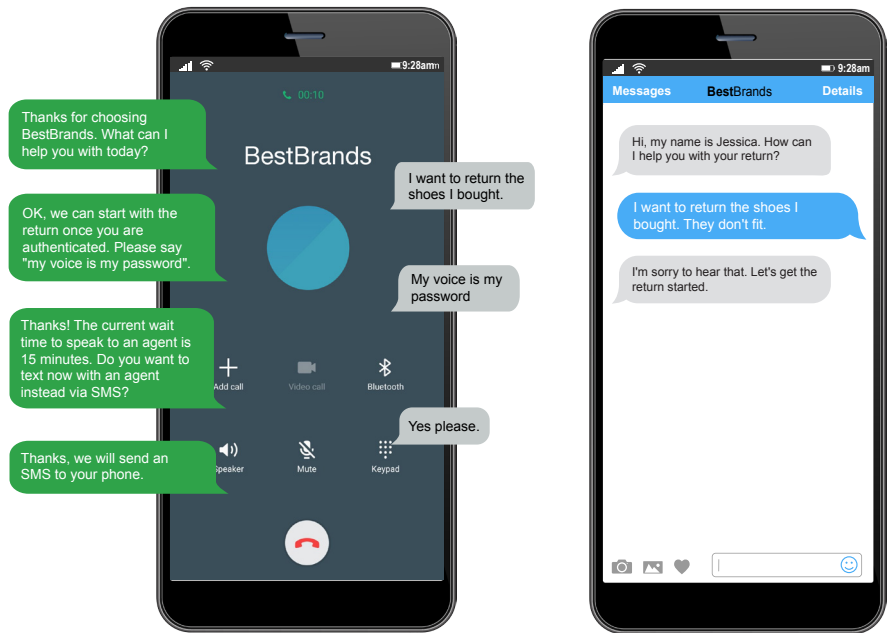 9:28am
00:10
BestBrands
Thanks for choosing
BestBrands. What can I
help you with today?
I want to return the
shoes I bought.
OK, we can start with the
return once you are
authenticated. Please say
"my voice is my password".
My voice is my
password
Thanks! The current wait
time to speak to an agent is
15 minutes. Do you want to
text now with an agent
instead via SMS?
Add call
Video call
Bluetooth
Yes please.
Thanks, we will send an
SMS to your phone.
Speaker
Mute
Keypad
9:28am
Messages
BestBrands
Details
Hi, my name is Jessica. How can
I help you with your return?
I want to return the shoes I
bought. They don't fit.
I'm sorry to hear that. Let's get the
return started.